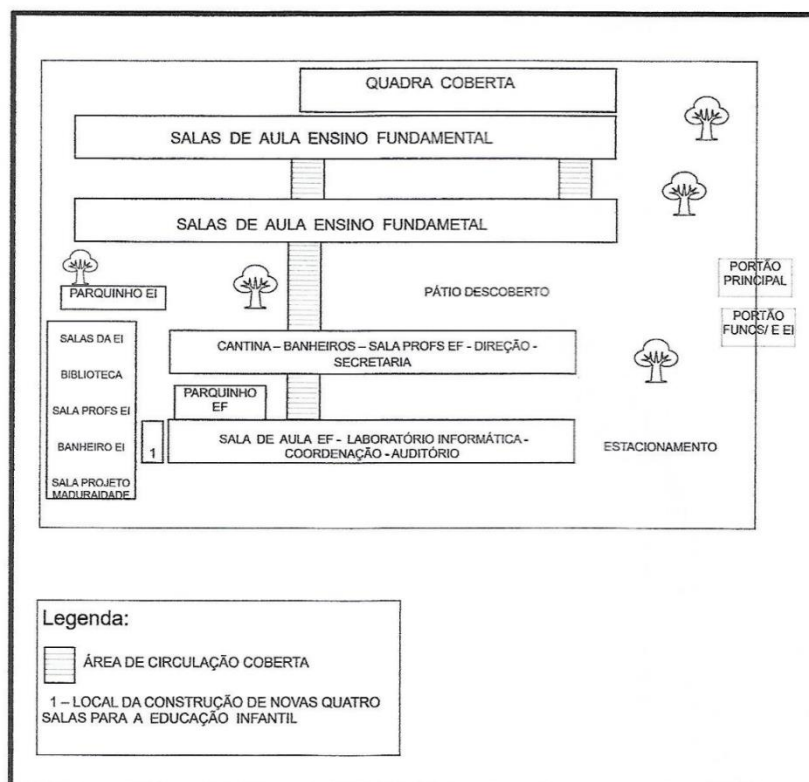 QUADRA COBERTA
SALAS DE AULA ENSINO FUNDAMENTAL
SALAS DE AULA ENSINO FUNDAMETAL
PARQUINHO EI
PÁTIO DESCOBERTO
PORTÃO
PRINCIPAL
PORTÃO
FUNCS/ E EI
SALAS DA EI
BIBLIOTECA
SALA PROFS EI
BANHEIRO EI
SALA PROJETO
MADURAIDADE
CANTINA – BANHEIROS – SALA PROFS EF - DIREÇÃO -
SECRETARIA
PARQUINHO
EF
1
SALA DE AULA EF - LABORATÓRIO INFORMÁTICA -
COORDENAÇÃO - AUDITÓRIO
ESTACIONAMENTO
Legenda:
ÁREA DE CIRCULAÇÃO COBERTA
1 – LOCAL DA CONSTRUÇÃO DE NOVAS QUATRO
SALAS PARA A EDUCAÇÃO INFANTIL